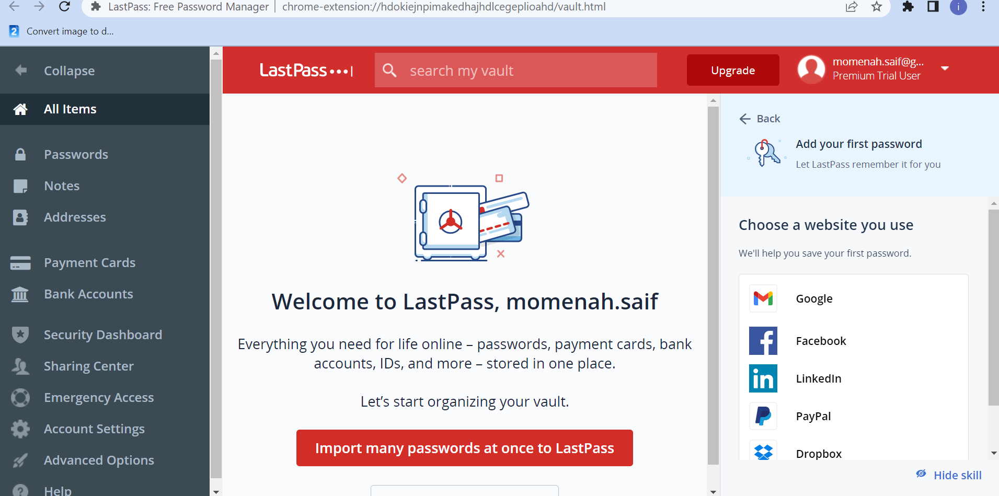 LastPass: Free Password Manager
chrome-extension://hdokiejnpimakedhajhdlcegeplioahd/vault.html
i
2 Convert image to d...
Collapse
All Items
Passwords
Notes
Addresses
Payment Cards
Bank Accounts
Security Dashboard
Sharing Center
Emergency Access
Account Settings
Advanced Options
Help
LastPass
search my vault
Upgrade
momenah.saif@g...
Premium Trial User
Welcome to LastPass, momenah.saif
Everything you need for life online – passwords, payment cards, bank
accounts, IDs, and more – stored in one place.
Let’s start organizing your vault.
Import many passwords at once to LastPass
Back
Add your first password
Let LastPass remember it for you
Choose a website you use
We'll help you save your first password.
Google
Facebook
LinkedIn
PayPal
Dropbox
Hide skill